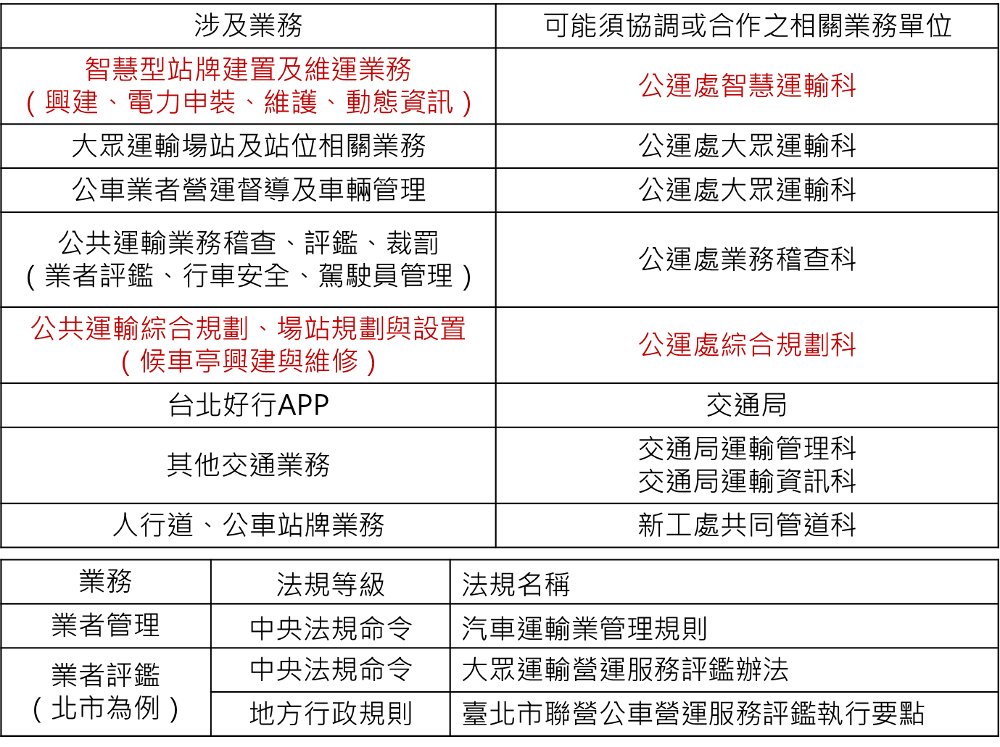 涉及業務
可能須協調或合作之相關業務單位
智慧型站牌建置及維運業務
（興建、電力申裝、維護、動態資訊）
公運處智慧運輸科
大眾運輸場站及站位相關業務
公運處大眾運輸科
公車業者營運督導及車輛管理
公運處大眾運輸科
公共運輸業務稽查、評鑑、裁罰
（業者評鑑、行車安全、駕駛員管理）
公運處業務稽查科
公共運輸綜合規劃、場站規劃與設置
（候車亭興建與維修）
公運處綜合規劃科
台北好行APP
交通局
其他交通業務
交通局運輸管理科
交通局運輸資訊科
人行道、公車站牌業務
新工處共同管道科
業務
法規等級
法規名稱
業者管理
中央法規命令
汽車運輸業管理規則
業者評鑑
（北市為例）
中央法規命令
大眾運輸營運服務評鑑辦法
地方行政規則
臺北市聯營公車營運服務評鑑執行要點